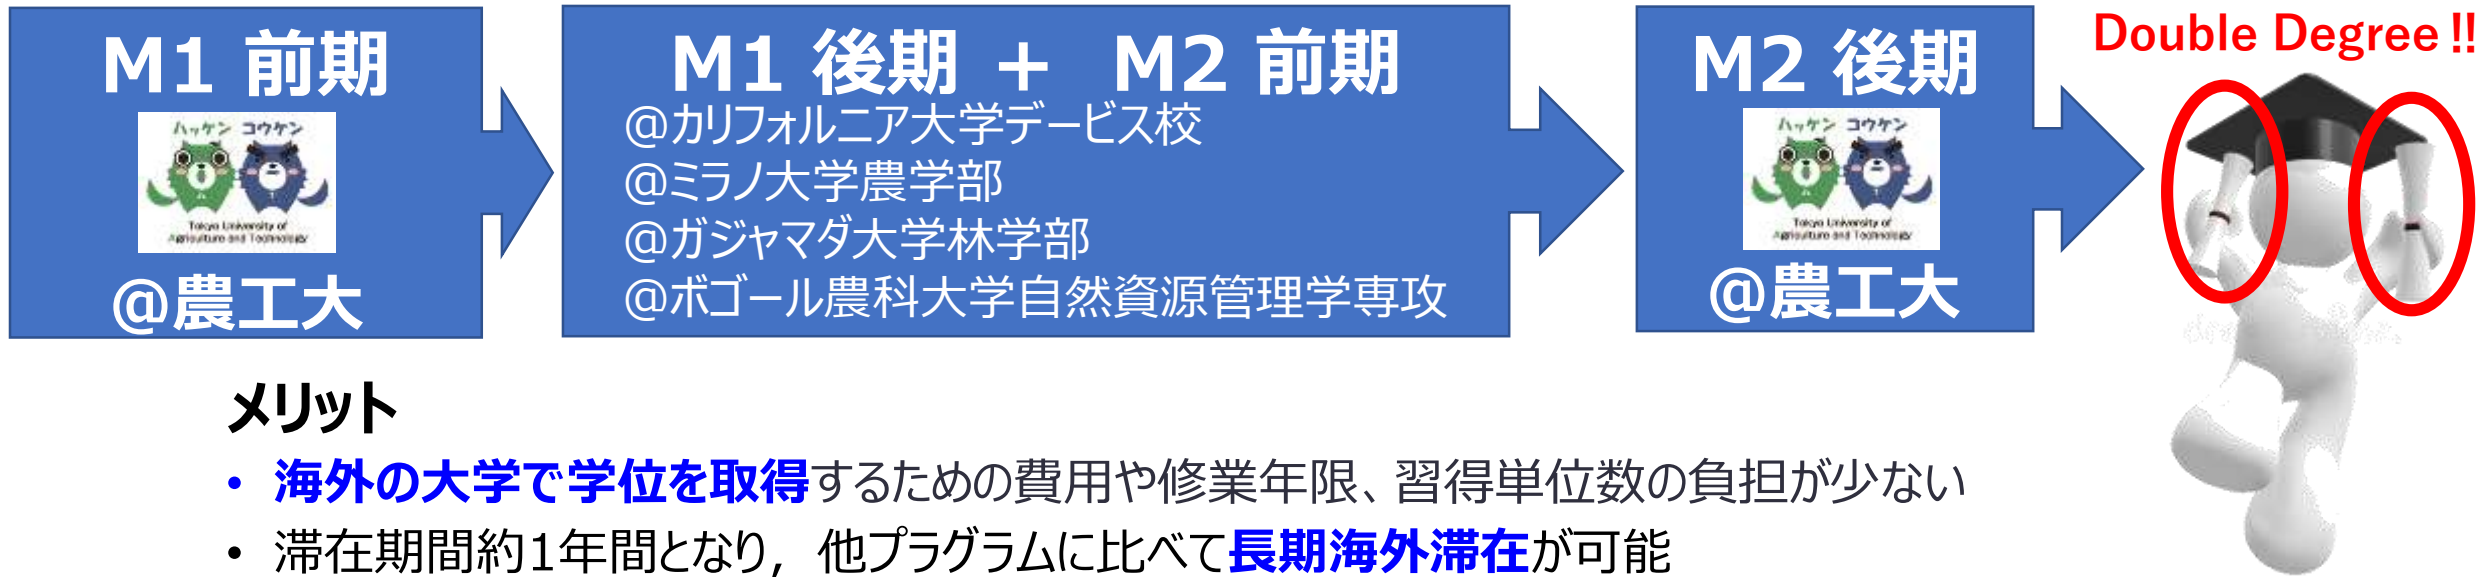 M1 前期
ハッケン コウケン
Tokyo University of
Agriculture and Technology
@農工大
M1 後期 + M2 前期
@カリフォルニア大学デービス校
@ミラノ大学農学部
@ガジャマダ大学林学部
@ボゴール農科大学自然資源管理学専攻
M2 後期
ハッケン コウケン
Tokyo University of
Agriculture and Technology
@農工大
Double Degree !!
メリット
• 海外の大学で学位を取得するための費用や修業年限、習得単位数の負担が少ない
• 滞在期間約1年間となり，他プラグラムに比べて長期海外滞在が可能